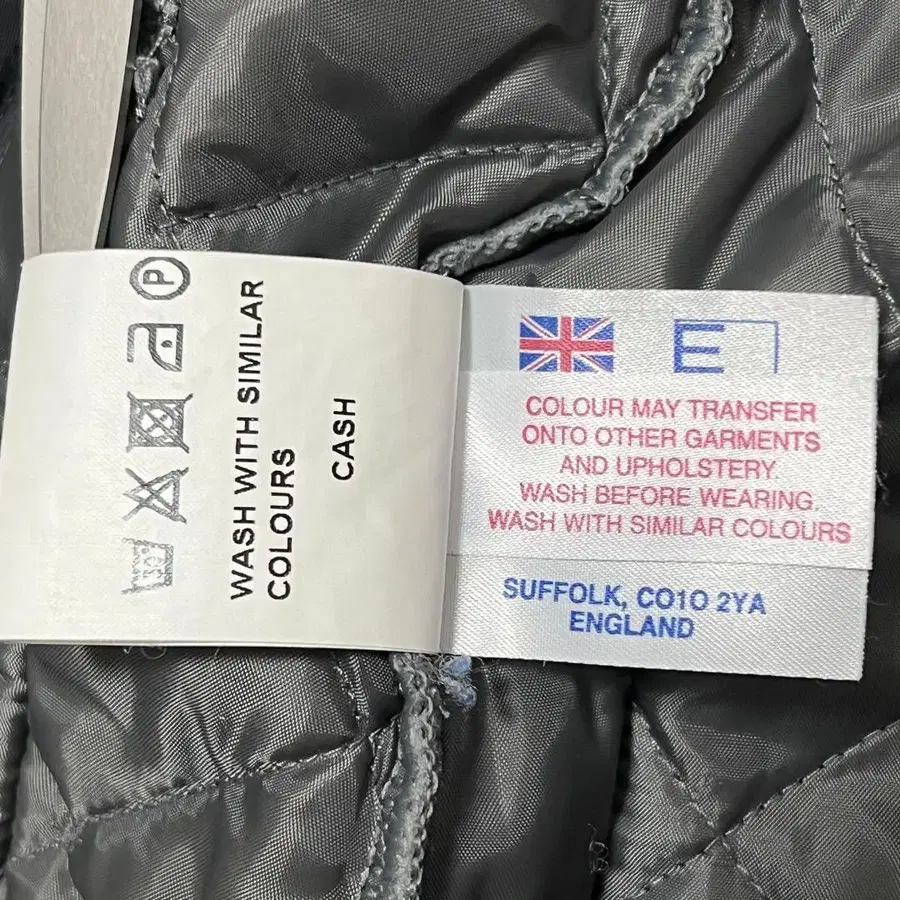 P
WASH WITH SIMILAR
COLOURS
CASH
E
COLOUR MAY TRANSFER
ONTO OTHER GARMENTS
AND UPHOLSTERY.
WASH BEFORE WEARING.
WASH WITH SIMILAR COLOURS
SUFFOLK, CO10 2YA
ENGLAND